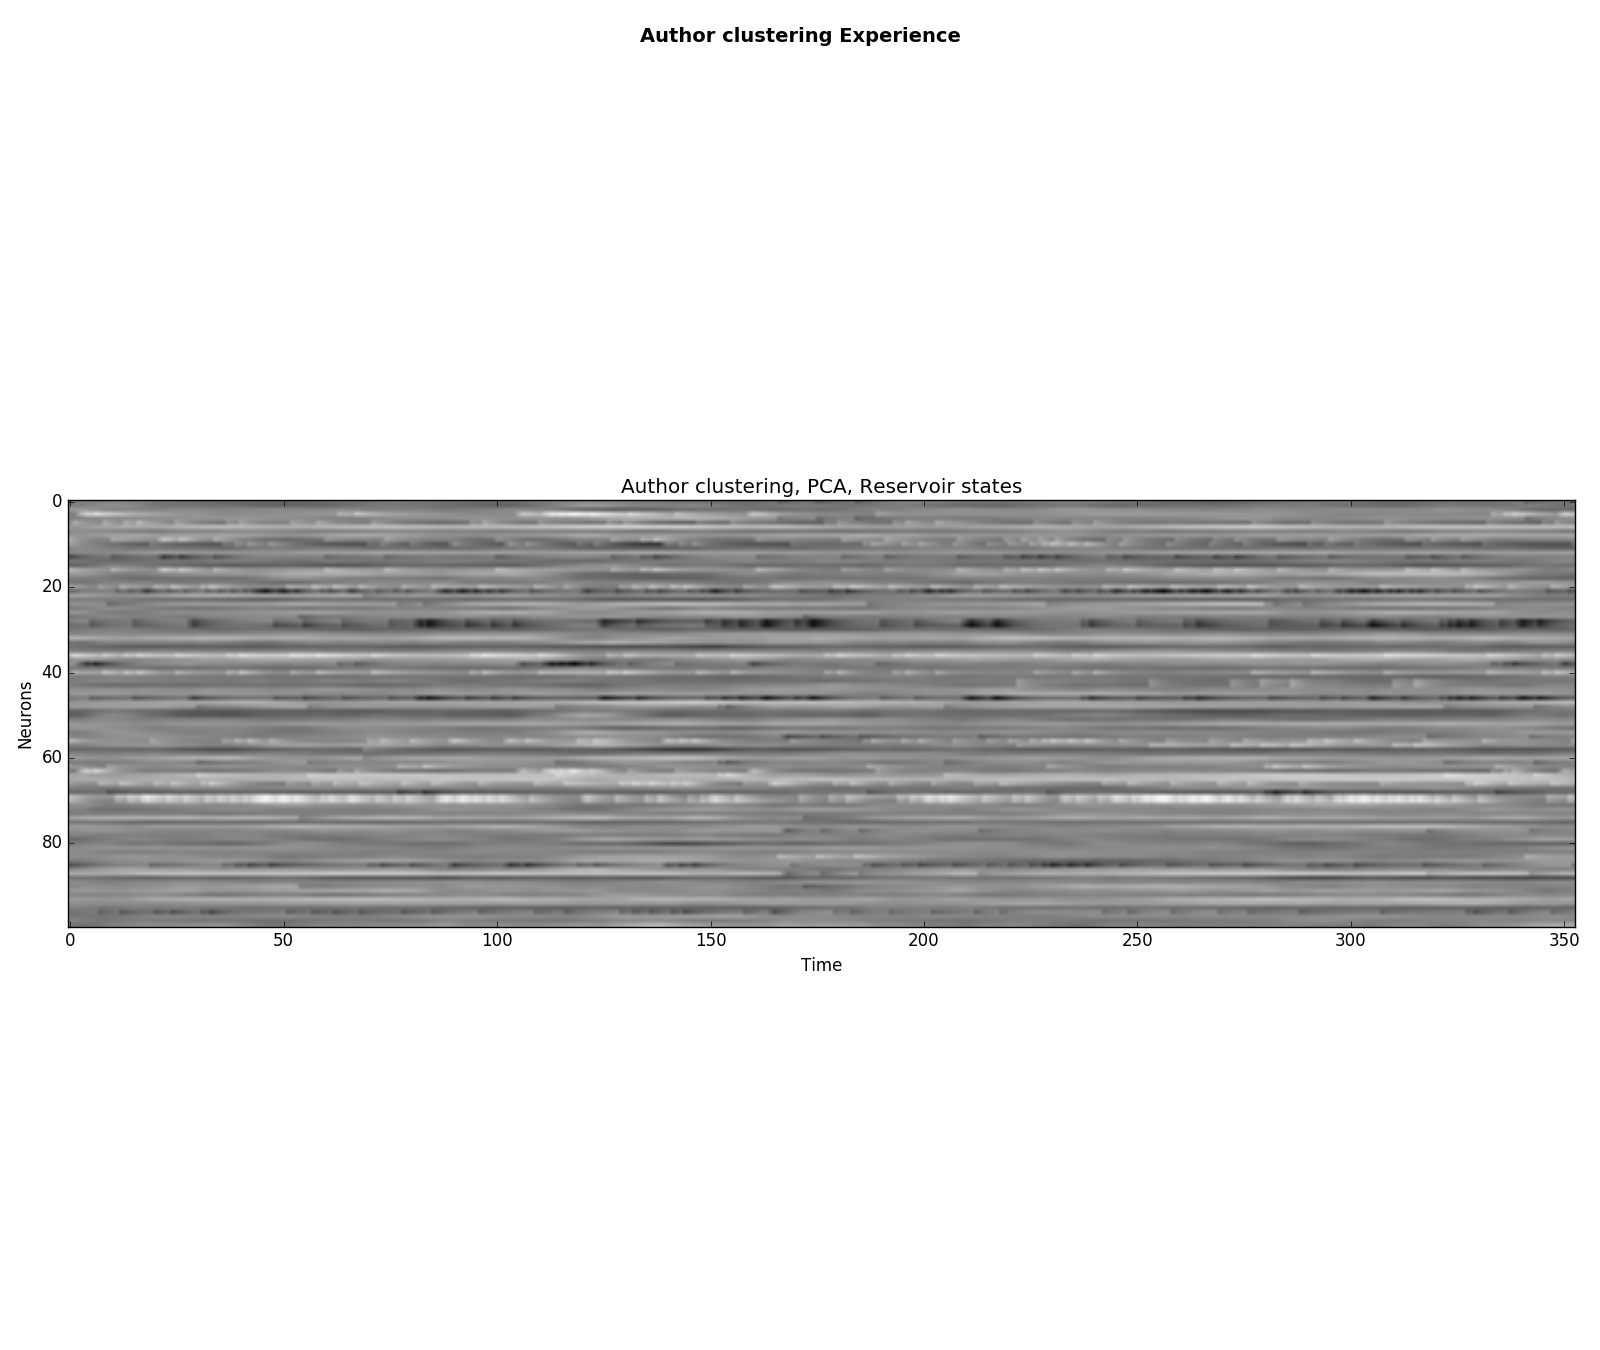 Author clustering Experience
Author clustering, PCA, Reservoir states
0
20
40
60
80
Neurons
0 50 100 150 200 250 300 350
Time